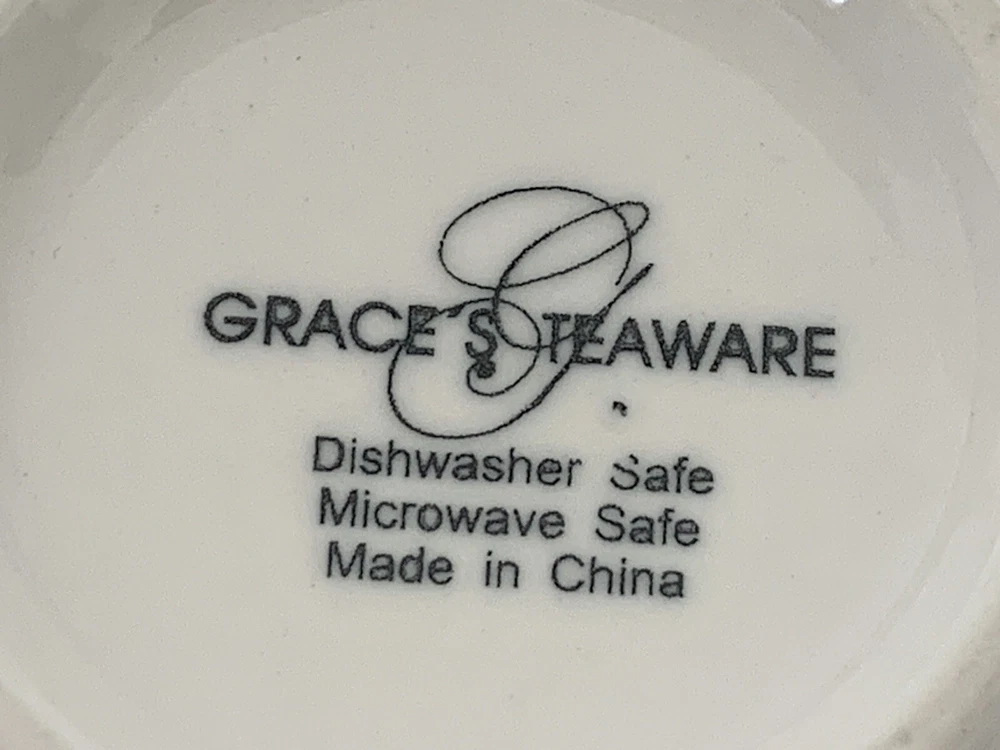 GRACE'S TEAWARE
Dishwasher Safe
Microwave Safe
Made in China